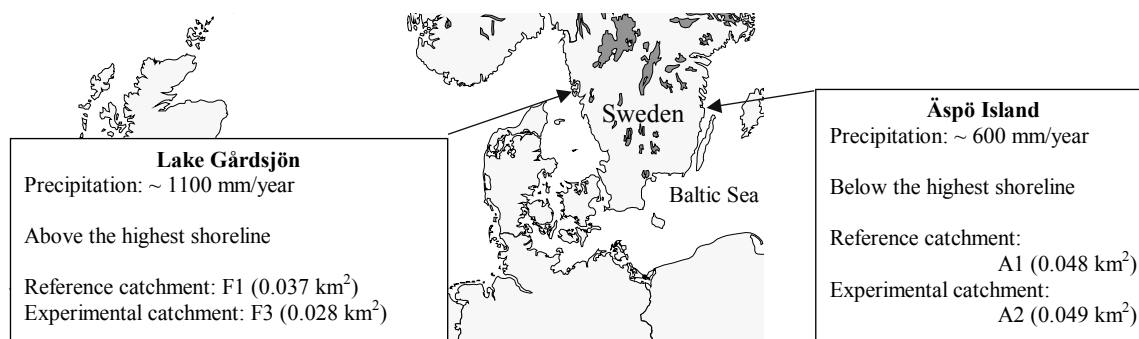 Lake Gårdsjön
Precipitation: ~ 1100 mm/year
Above the highest shoreline
Reference catchment: F1 (0.037 km²)
Experimental catchment: F3 (0.028 km²)
Sweden
Baltic Sea
Äspö Island
Precipitation: ~ 600 mm/year
Below the highest shoreline
Reference catchment:
A1 (0.048 km²)
Experimental catchment:
A2 (0.049 km²)